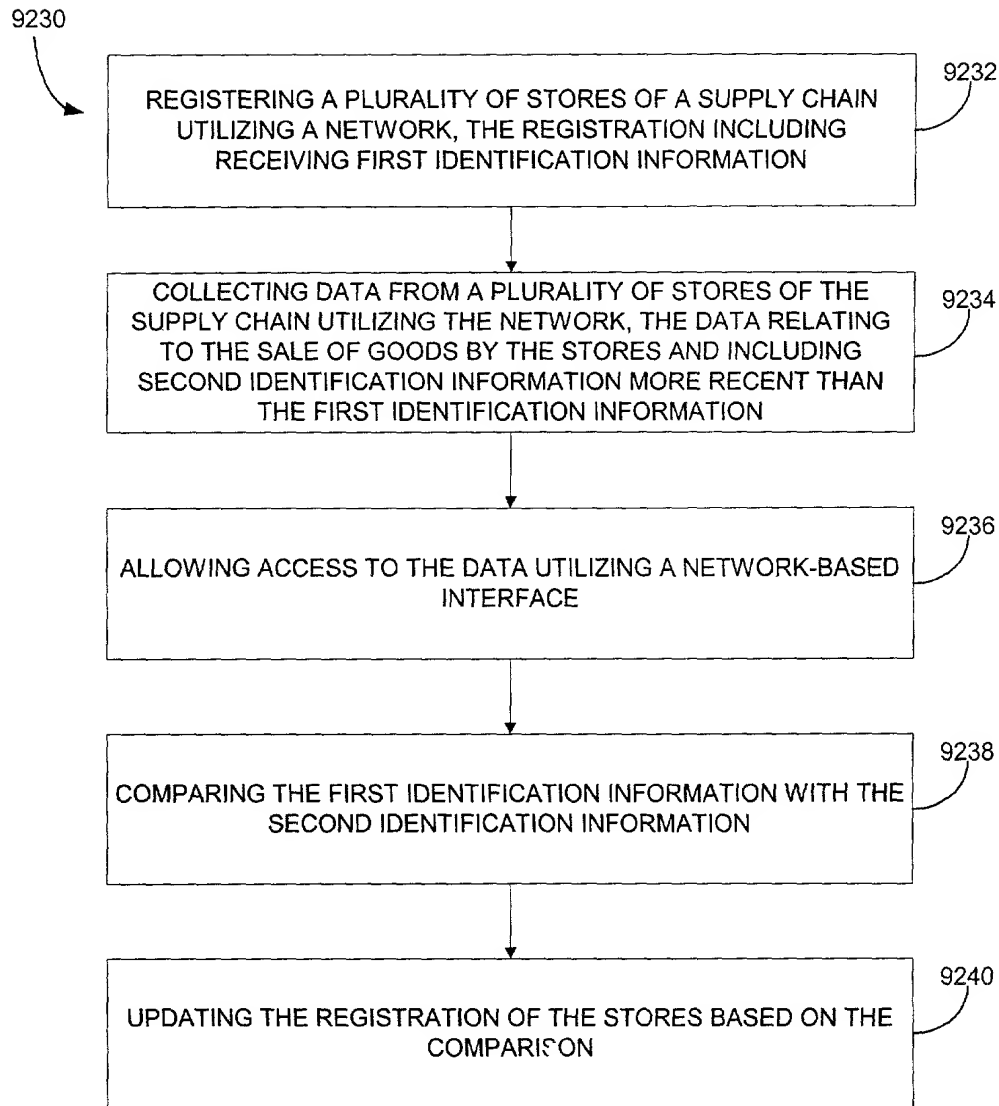 9230
REGISTERING A PLURALITY OF STORES OF A SUPPLY CHAIN
UTILIZING A NETWORK, THE REGISTRATION INCLUDING
RECEIVING FIRST IDENTIFICATION INFORMATION
9232
COLLECTING DATA FROM A PLURALITY OF STORES OF THE
SUPPLY CHAIN UTILIZING THE NETWORK, THE DATA RELATING
TO THE SALE OF GOODS BY THE STORES AND INCLUDING
SECOND IDENTIFICATION INFORMATION MORE RECENT THAN
THE FIRST IDENTIFICATION INFORMATION
9234
ALLOWING ACCESS TO THE DATA UTILIZING A NETWORK-BASED
INTERFACE
9236
COMPARING THE FIRST IDENTIFICATION INFORMATION WITH THE
SECOND IDENTIFICATION INFORMATION
9238
UPDATING THE REGISTRATION OF THE STORES BASED ON THE
COMPARISON
9240